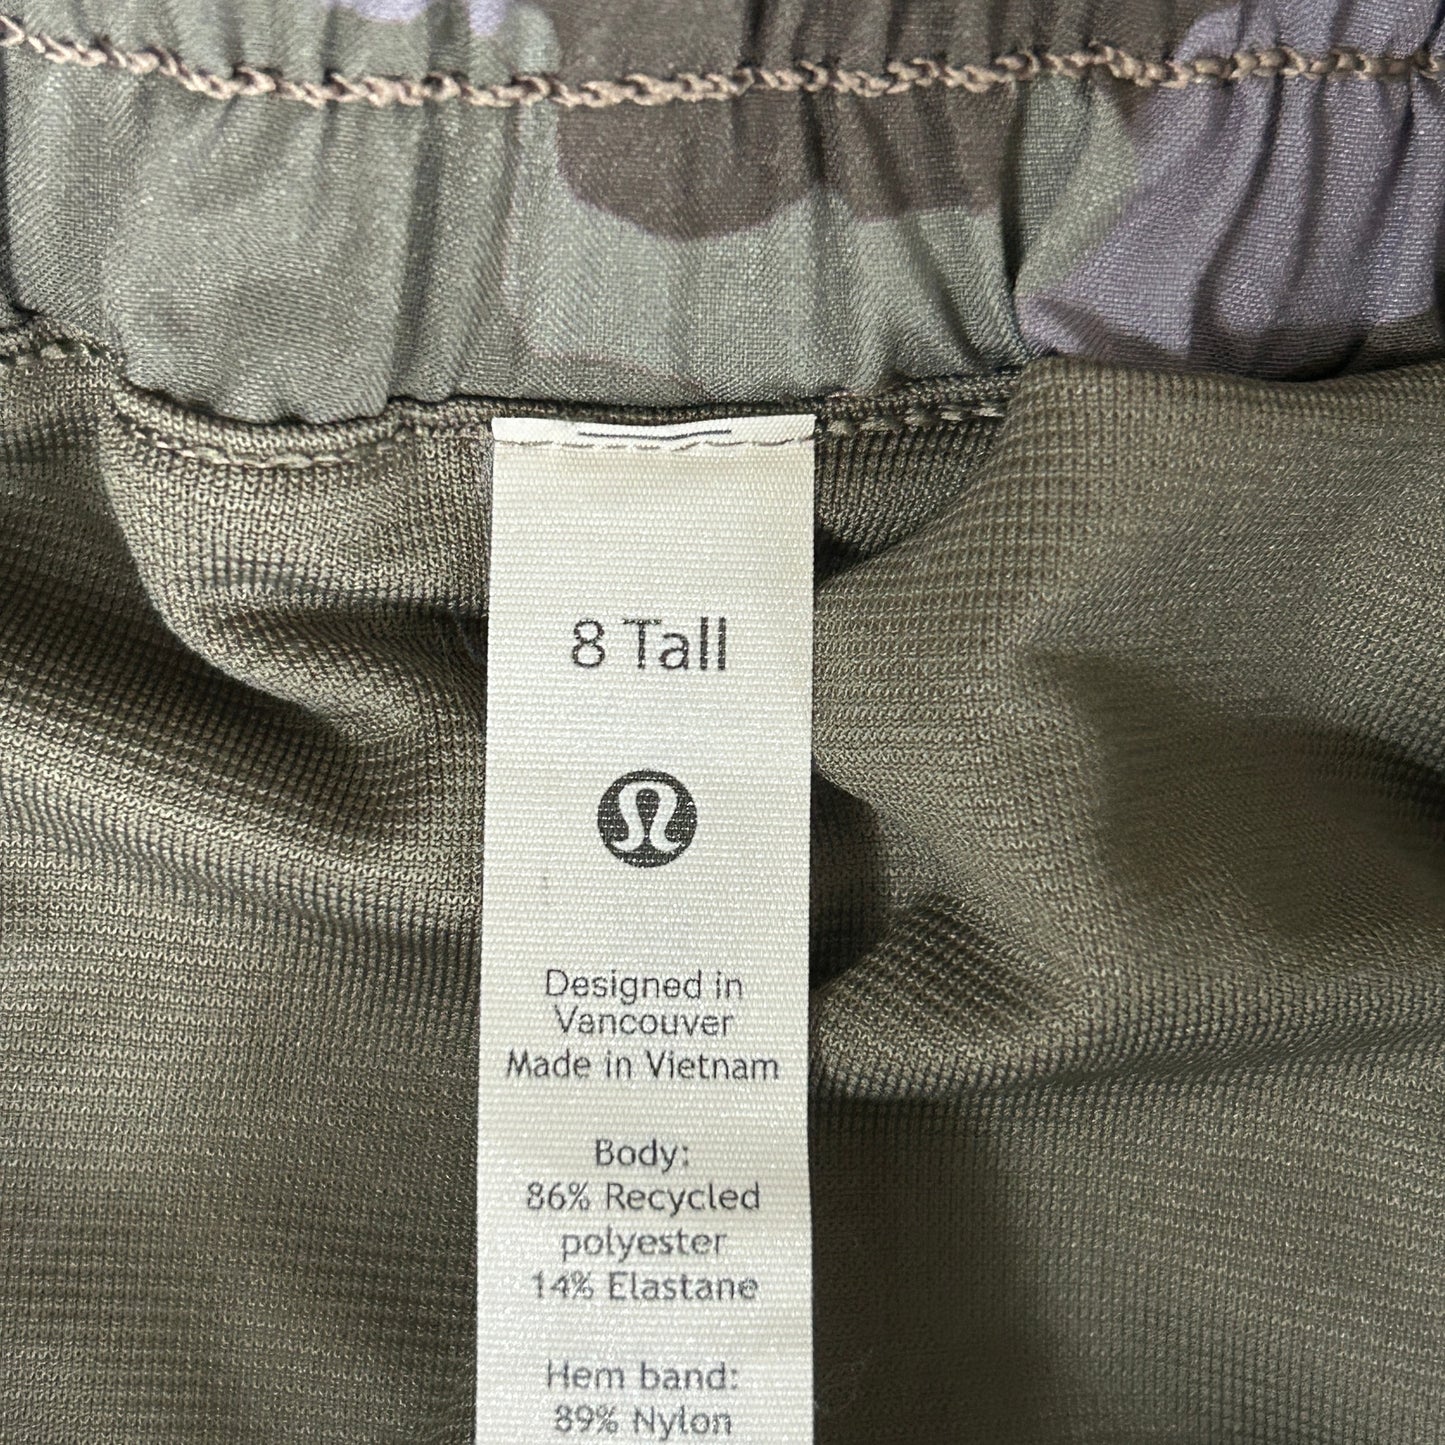 8 Tall
Designed in
Vancouver
Made in Vietnam
Body:
86% Recycled
polyester
14% Elastane
Hem band:
89% Nylon